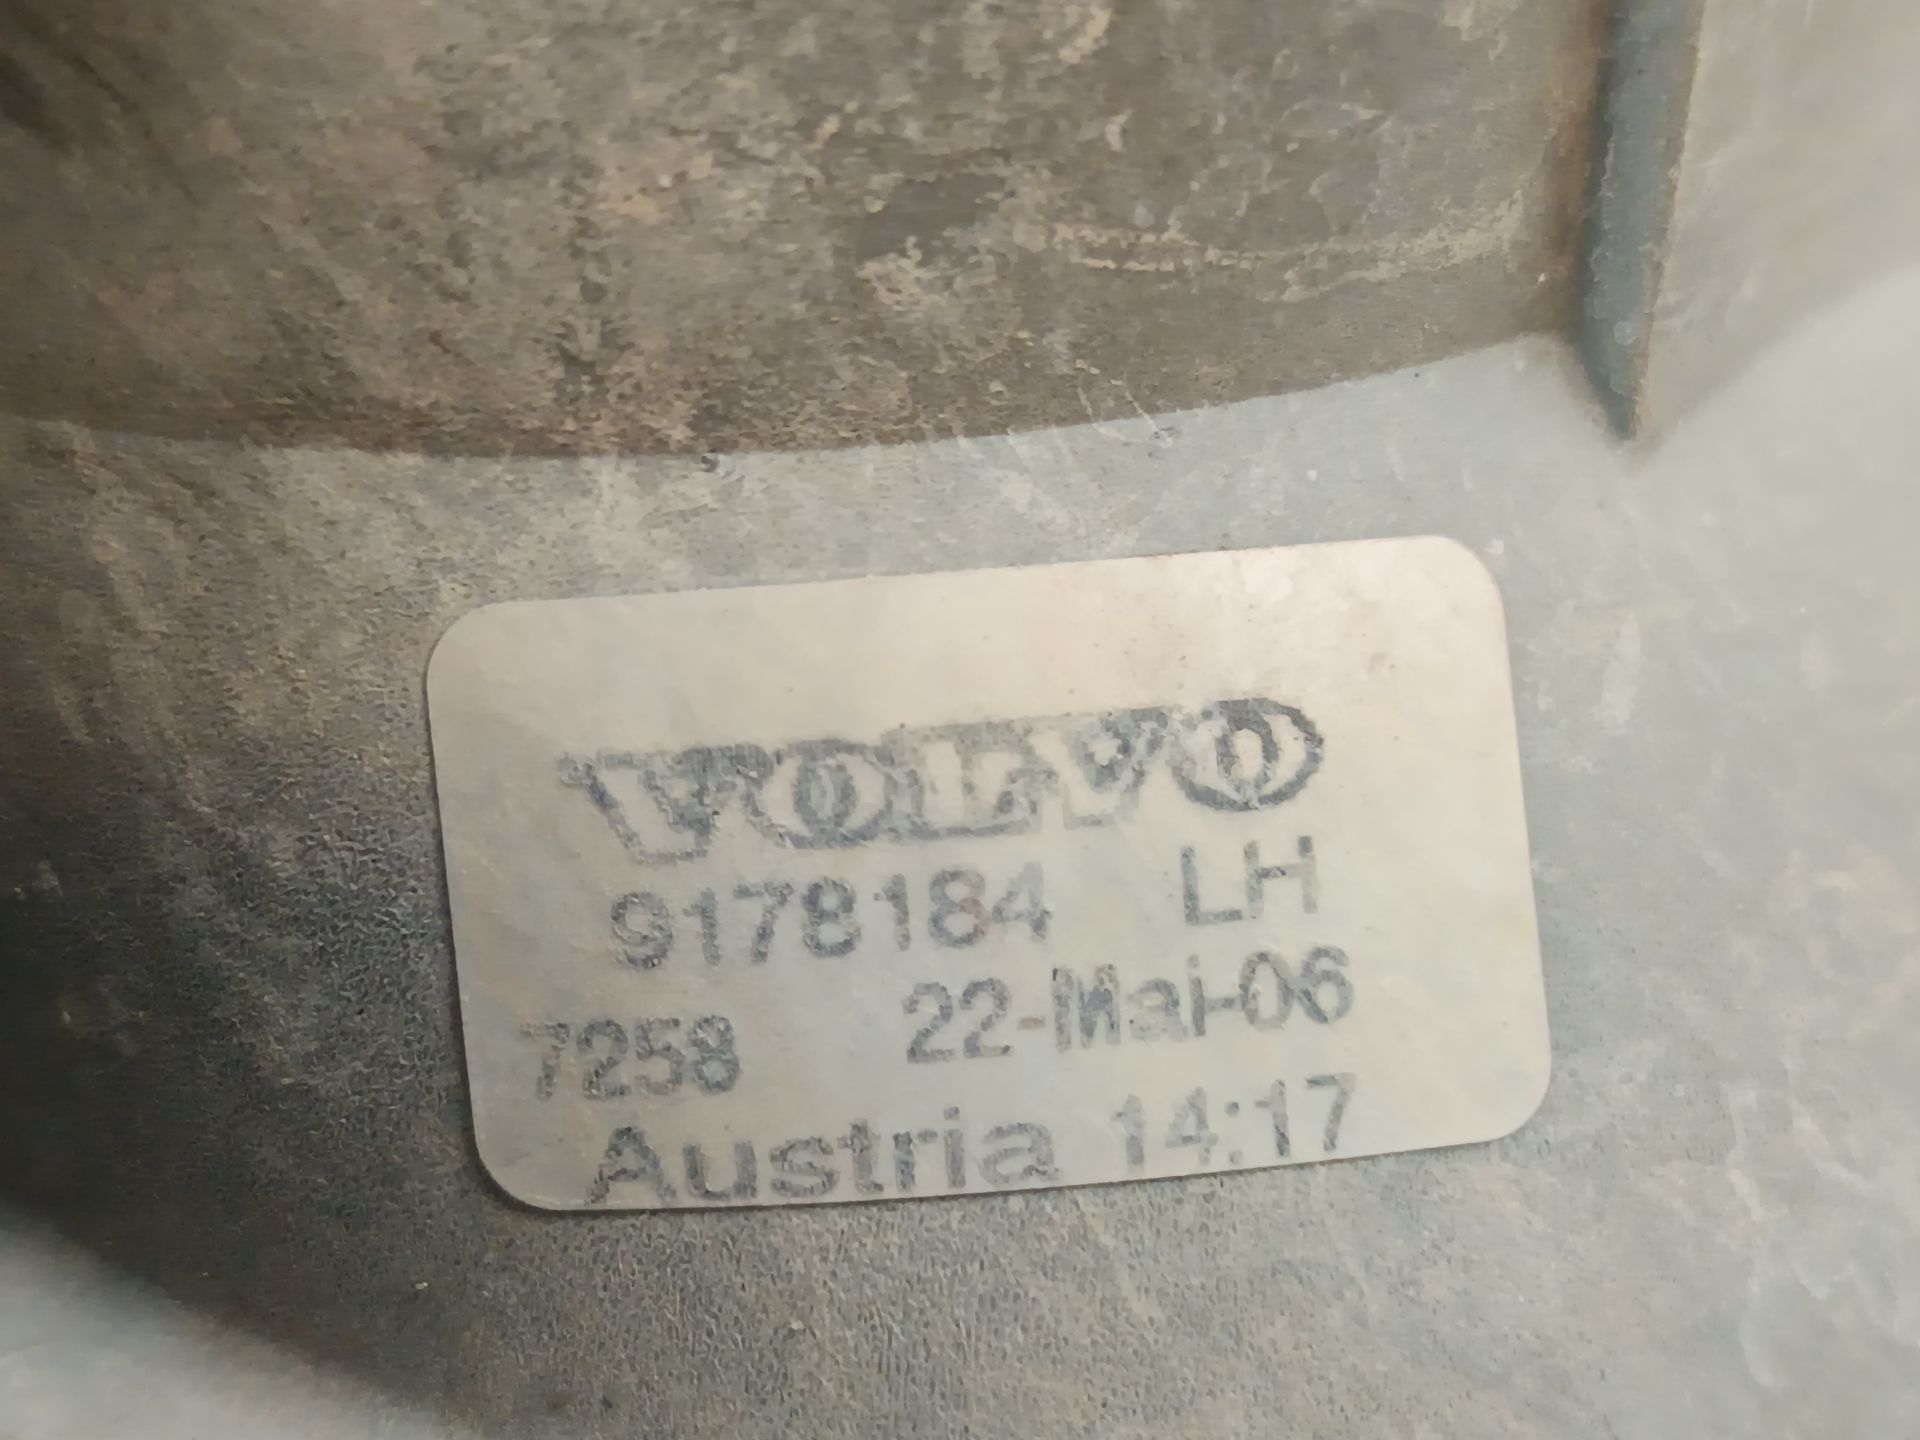 VOLVO
9178184 LH
7258 22-Mai-06
Austria 14:17